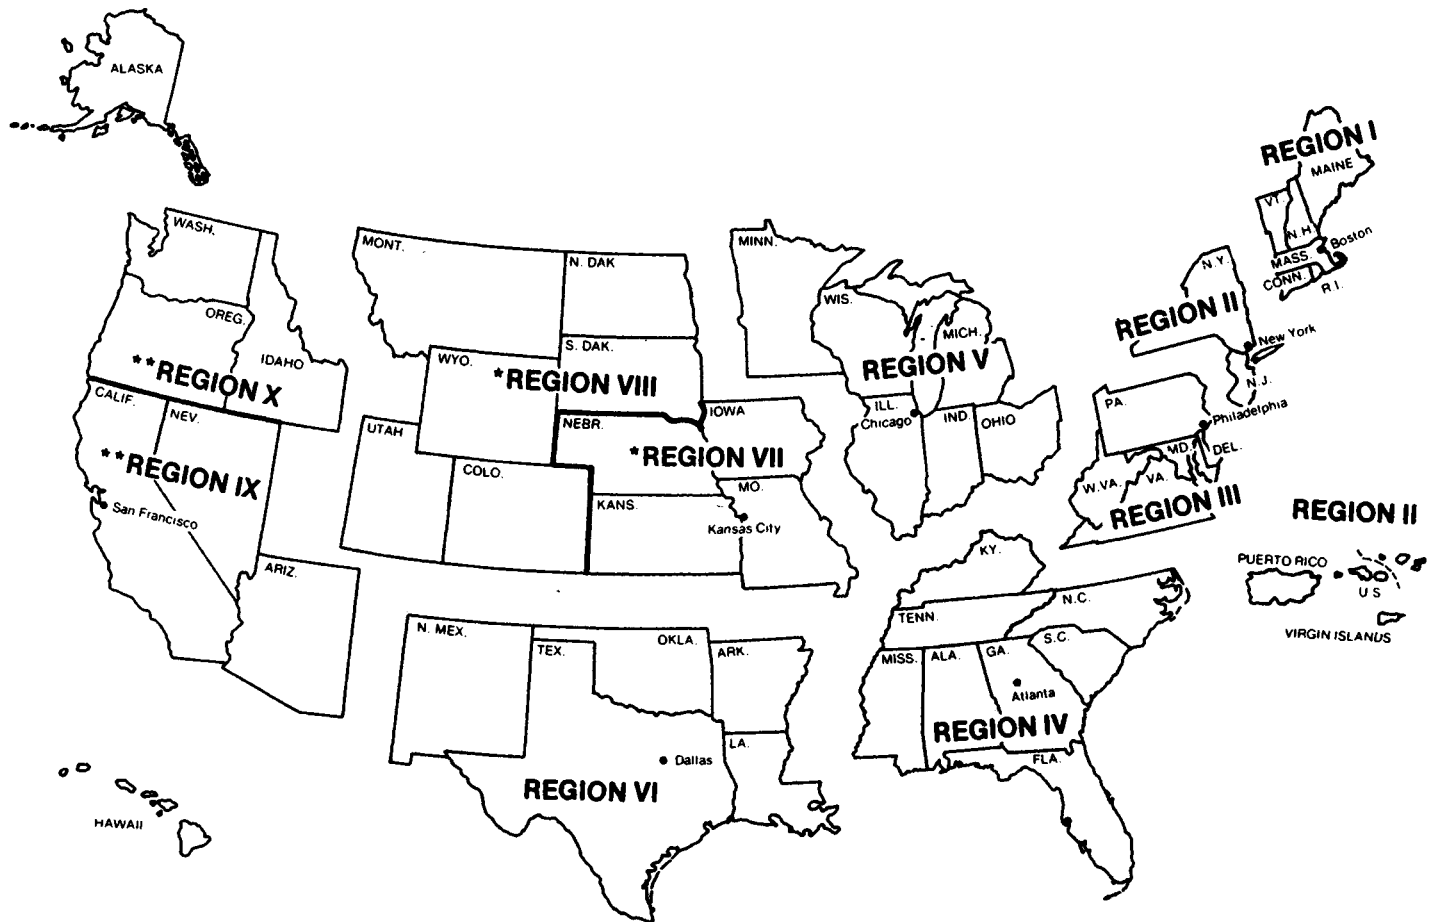 ALASKA
REGION I
MAINE
VT.
N.H.
Boston
MASS.
CONN.
R.I.
WASH.
MONT.
N. DAK
MINN.
N.Y.
OREG.
IDAHO
WYO.
S. DAK.
WIS.
MICH.
REGION II
New York
N.J.
**REGION X
*REGION VIII
REGION V
CALIF.
NEV.
UTAH
NEBR.
IOWA
ILL.
Chicago
IND
OHIO
PA.
Philadelphia
MD.
DEL.
**REGION IX
COLO.
*REGION VII
W.VA.
VA.
REGION III
San Francisco
KANS.
MO.
Kansas City
REGION II
PUERTO RICO
U S
VIRGIN ISLANDS
ARIZ.
KY.
N. MEX.
OKLA.
TEX.
ARK.
TENN.
N.C.
S.C.
MISS.
ALA.
GA.
Atlanta
REGION IV
FLA.
LA.
Dallas
REGION VI
HAWAII